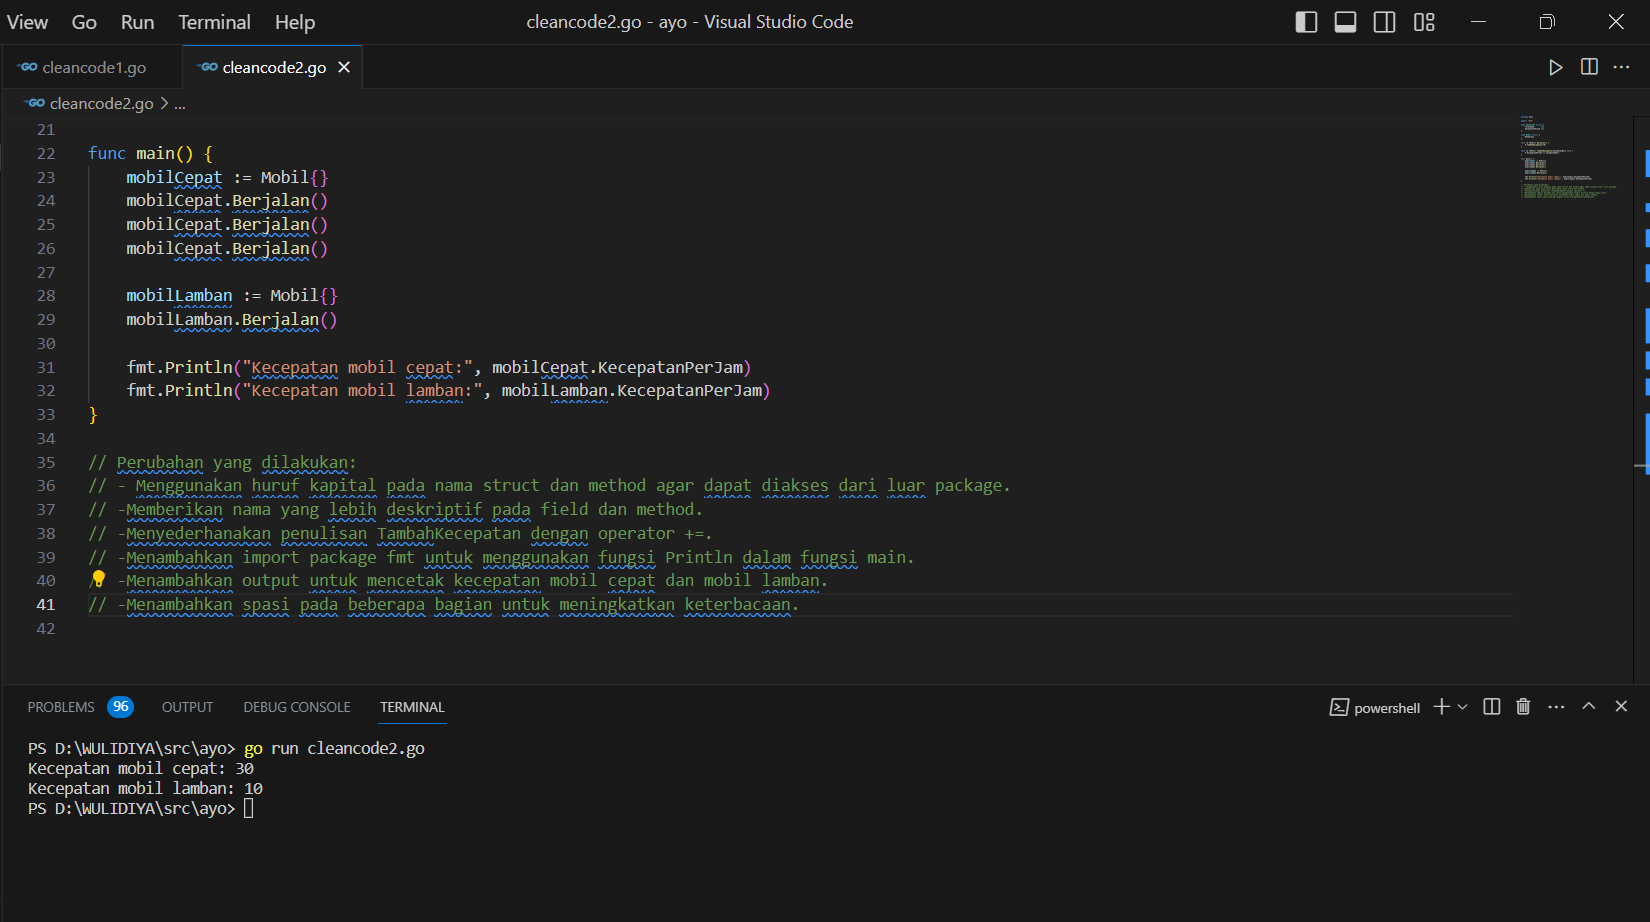 View Go Run Terminal Help cleancode2.go - ayo - Visual Studio Code
GO cleancode1.go GO cleancode2.go
GO cleancode2.go > ...
21
22 func main() {
23 mobilCepat := Mobil{}
24 mobilCepat.Berjalan()
25 mobilCepat.Berjalan()
26 mobilCepat.Berjalan()
27
28 mobilLamban := Mobil{}
29 mobilLamban.Berjalan()
30
31 fmt.Println("Kecepatan mobil cepat:", mobilCepat.KecepatanPerJam)
32 fmt.Println("Kecepatan mobil lamban:", mobilLamban.KecepatanPerJam)
33 }
34
35 // Perubahan yang dilakukan:
36 // - Menggunakan huruf kapital pada nama struct dan method agar dapat diakses dari luar package.
37 // -Memberikan nama yang lebih deskriptif pada field dan method.
38 // -Menyederhanakan penulisan TambahKecepatan dengan operator +=.
39 // -Menambahkan import package fmt untuk menggunakan fungsi Println dalam fungsi main.
40 // -Menambahkan output untuk mencetak kecepatan mobil cepat dan mobil lamban.
41 // -Menambahkan spasi pada beberapa bagian untuk meningkatkan keterbacaan.
42
PROBLEMS 96 OUTPUT DEBUG CONSOLE TERMINAL powershell
PS D:\WULIDIYA\src\ayo> go run cleancode2.go
Kecepatan mobil cepat: 30
Kecepatan mobil lamban: 10
PS D:\WULIDIYA\src\ayo>